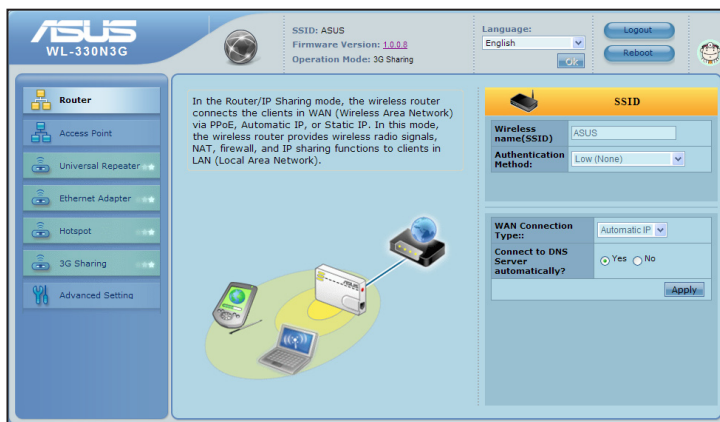 ASUS
WL-330N3G
SSID: ASUS
Firmware Version: 1.0.0.8
Operation Mode: 3G Sharing
Language:
English
OK
Logout
Reboot
Router
Access Point
Universal Repeater
Ethernet Adapter
Hotspot
3G Sharing
Advanced Setting
In the Router/IP Sharing mode, the wireless router
connects the clients in WAN (Wireless Area Network)
via PPoE, Automatic IP, or Static IP. In this mode,
the wireless router provides wireless radio signals,
NAT, firewall, and IP sharing functions to clients in
LAN (Local Area Network).
SSID
Wireless
name(SSID)
ASUS
Authentication
Method:
Low (None)
WAN Connection
Type::
Automatic IP
Connect to DNS
Server
automatically?
Yes No
Apply